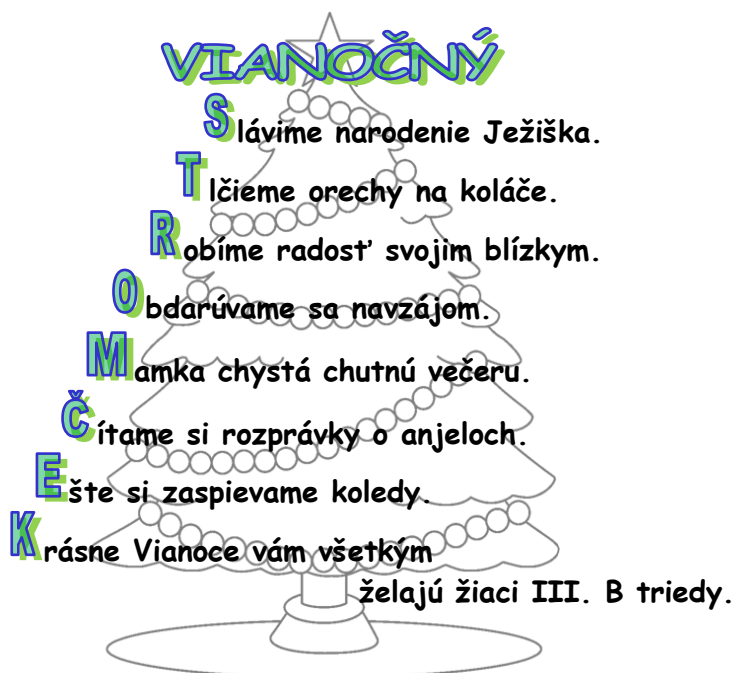 VIANOČNÝ
Slávime narodenie Ježiška.
Tlčieme orechy na koláče.
Robíme radosť svojim blízkym.
Obdarúvame sa navzájom.
Mamka chystá chutnú večeru.
Čítame si rozprávky o anjeloch.
Ešte si zaspievame koledy.
Krásne Vianoce vám všetkým
želajú žiaci III. B triedy.